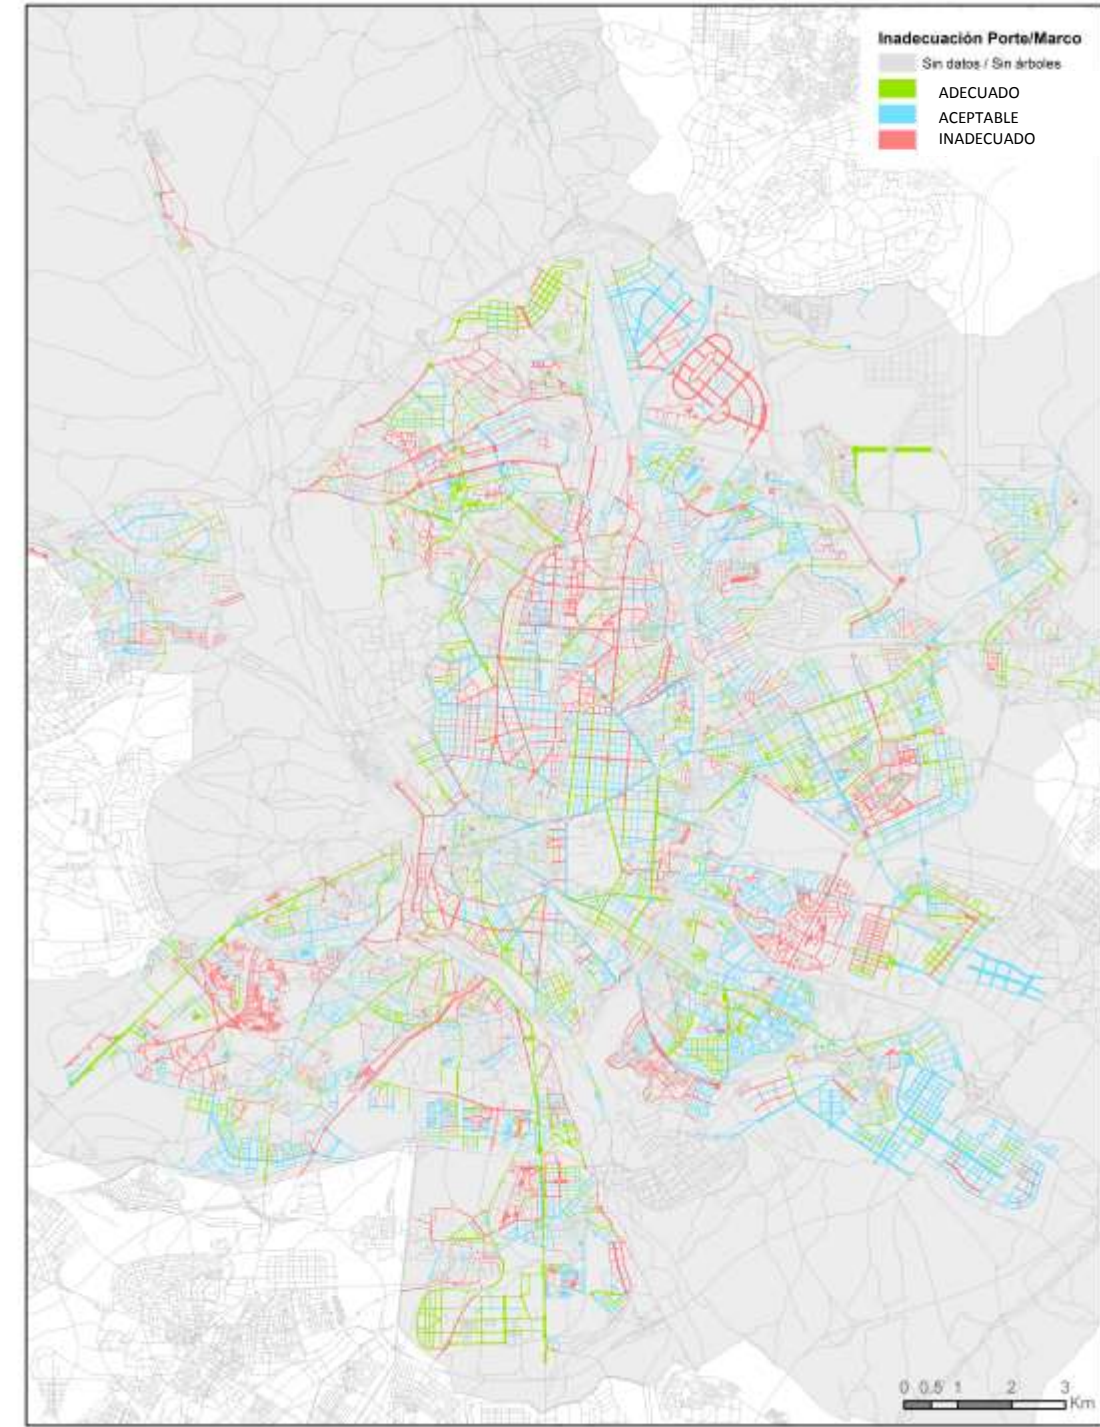 Inadecuación Porte/Marco
Sin datos / Sin árboles
ADECUADO
ACEPTABLE
INADECUADO
0 0.5 1 2 3
Km